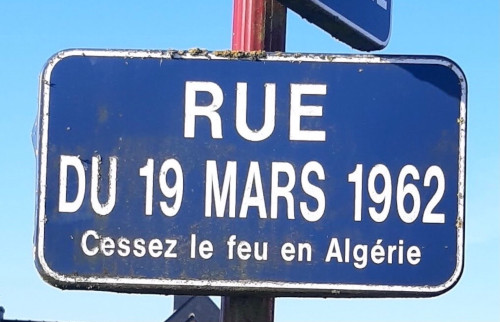 RUE
DU 19 MARS 1962
Cessez le feu en Algérie